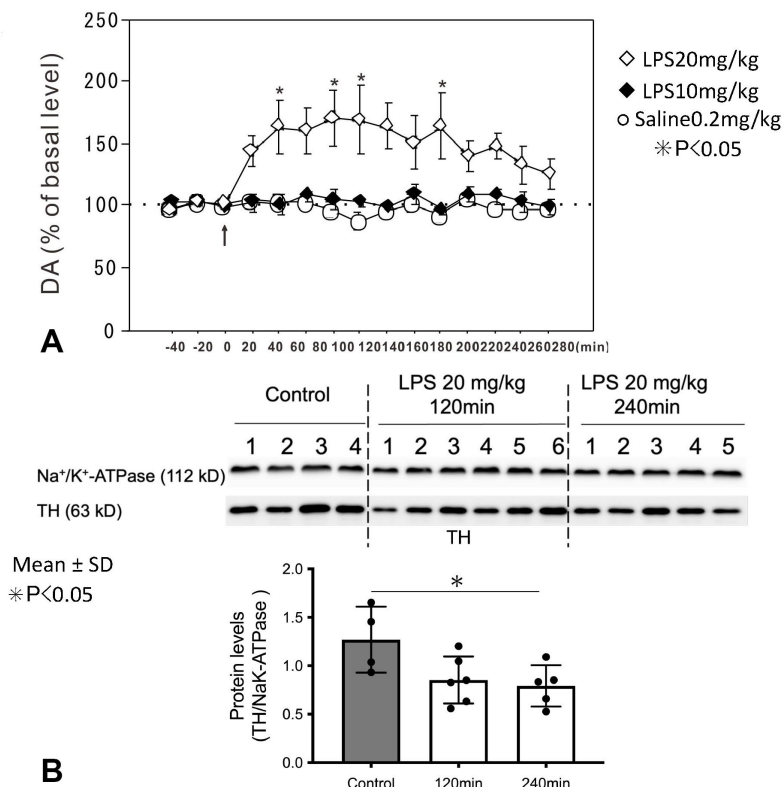 250
200
150
100
50
0
DA (% of basal level)
* * * *
-40 -20 0 20 40 60 80 100 120 140 160 180 200 220 240 260 280 (min)
LPS20mg/kg
LPS10mg/kg
Saline0.2mg/kg
✳P<0.05
A
Control
LPS 20 mg/kg
120min
LPS 20 mg/kg
240min
1 2 3 4 1 2 3 4 5 6 1 2 3 4 5
Na⁺/K⁺-ATPase (112 kD)
TH (63 kD)
TH
Mean ± SD
✳P<0.05
2.0
1.5
1.0
0.5
0.0
Protein levels
(TH/NaK-ATPase )
*
Control 120min 240min
B